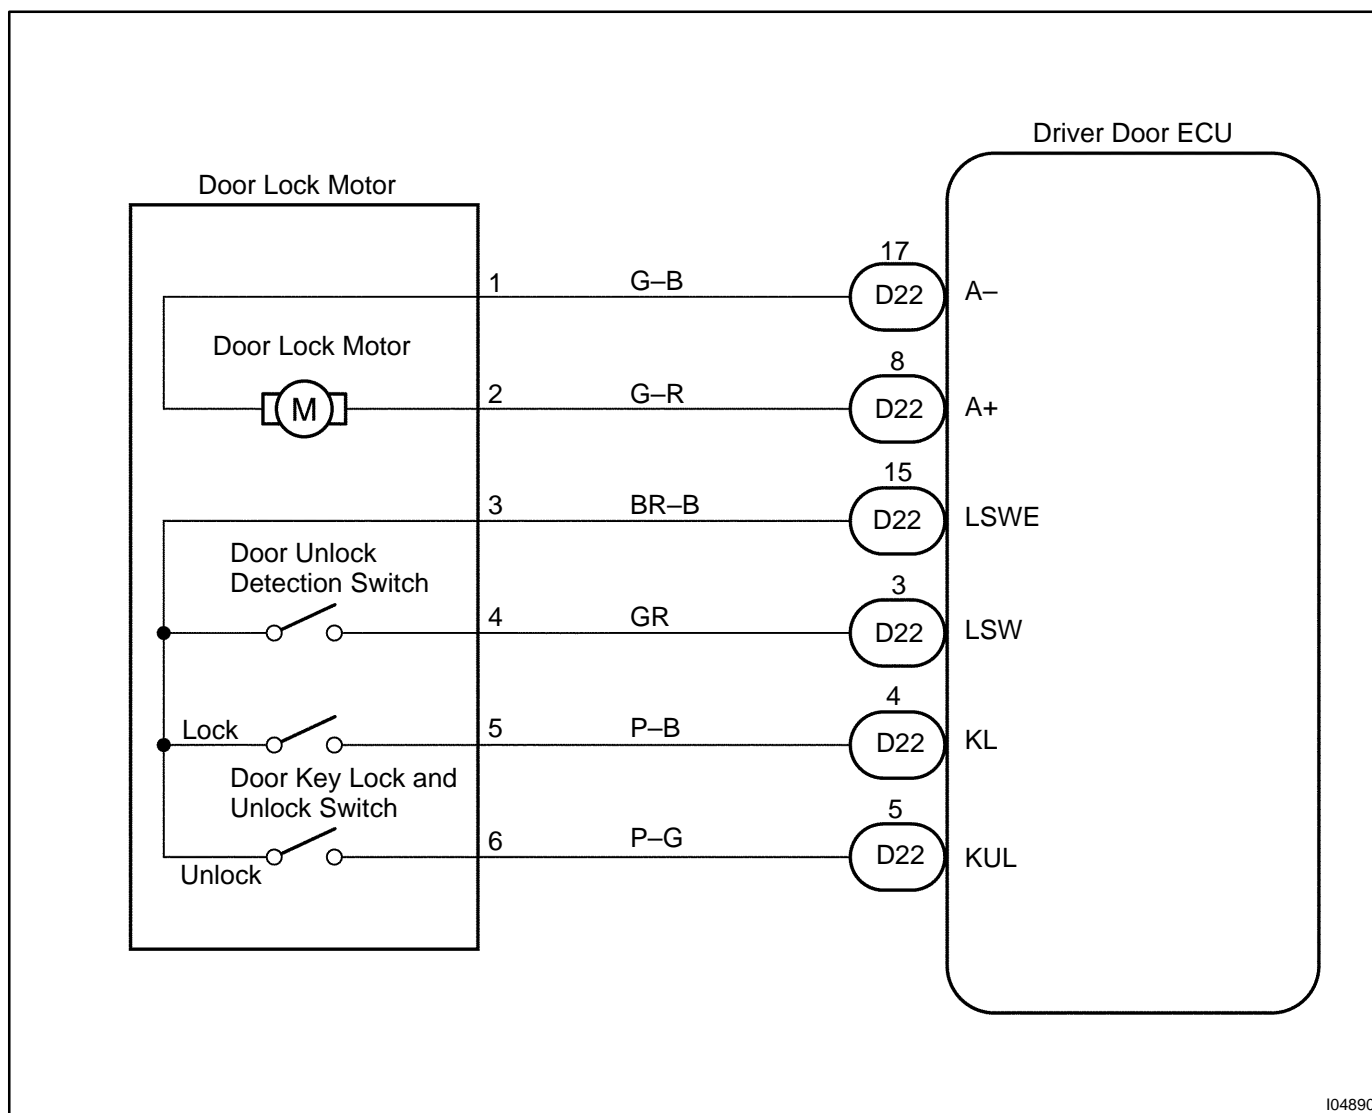 Driver Door ECU
Door Lock Motor
17
1
G–B
D22
A–
Door Lock Motor
8
M
2
G–R
D22
A+
15
3
BR–B
D22
LSWE
Door Unlock
Detection Switch
3
4
GR
D22
LSW
4
Lock
5
P–B
D22
KL
Door Key Lock and
Unlock Switch
5
6
P–G
D22
KUL
Unlock
I04890